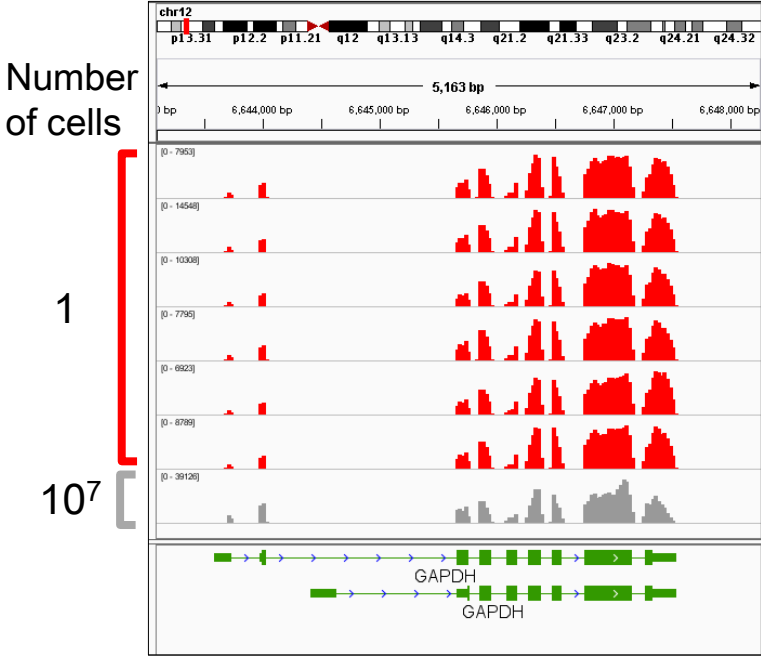 chr12
p13.31 p12.2 p11.21 q12 q13.13 q14.3 q21.2 q21.33 q23.2 q24.21 q24.32
Number
of cells
5,163 bp
bp 6,644,000 bp 6,645,000 bp 6,646,000 bp 6,647,000 bp 6,648,000 bp
[0 - 7953]
[0 - 14548]
[0 - 10308]
1
[0 - 7795]
[0 - 6923]
[0 - 8789]
[0 - 39126]
10⁷
GAPDH
GAPDH